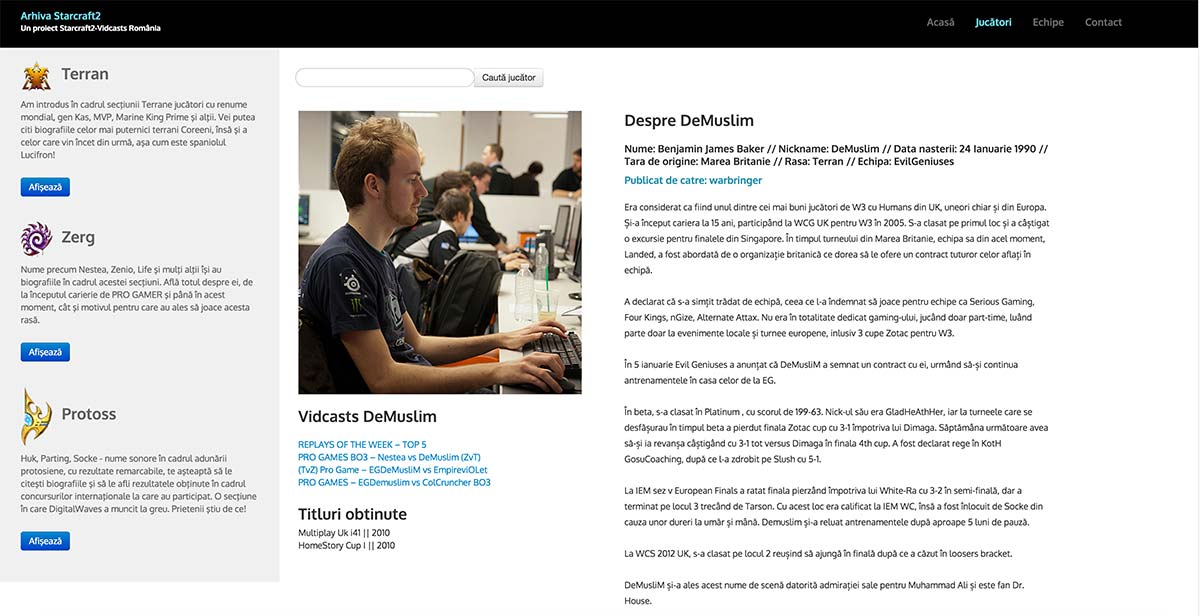 Arhiva Starcraft2
Un proiect Starcraft2-Vidcasts România
Acasă
Jucători
Echipe
Contact
Terran
Am introdus în cadrul secțiunii Terrane jucători cu renume
mondial, gen Kas, MVP, Marine King Prime și alții. Vei putea
citi biografiile celor mai puternici terrani Coreeni, însă și a
celor care vin încet din urmă, așa cum este spaniolul
Lucifron!
Afișează
Zerg
Nume precum Nestea, Zenio, Life și mulți alții își au
biografiile în cadrul acestei secțiuni. Află totul despre ei, de
la începutul carierie de PRO GAMER și până în acest
moment, cât și motivul pentru care au ales să joace acesta
rasă.
Afișează
Protoss
Huk, Parting, Socke - nume sonore în cadrul adunării
protosiene, cu rezultate remarcabile, te așteaptă să le
citești biografiile și să le afli rezultatele obținute în cadrul
concursurilor internaționale la care au participat. O secțiune
în care DigitalWaves a muncit la greu. Prietenii știu de ce!
Afișează
Caută jucător
Vidcasts DeMuslim
REPLAYS OF THE WEEK – TOP 5
PRO GAMES BO3 – Nestea vs DeMuslim (ZvT)
(TvZ) Pro Game – EGDeMusliM vs EmpireviOLet
PRO GAMES – EGDemuslim vs ColCruncher BO3
Titluri obtinute
Multiplay Uk i41 || 2010
HomeStory Cup I || 2010
Despre DeMuslim
Nume: Benjamin James Baker // Nickname: DeMuslim // Data nasterii: 24 Ianuarie 1990 //
Tara de origine: Marea Britanie // Rasa: Terran // Echipa: EvilGeniuses
Publicat de catre: warbringer
Era considerat ca fiind unul dintre cei mai buni jucători de W3 cu Humans din UK, uneori chiar și din Europa.
Și-a început cariera la 15 ani, participând la WCG UK pentru W3 în 2005. S-a clasat pe primul loc și a câștigat
o excursie pentru finalele din Singapore. În timpul turneului din Marea Britanie, echipa sa din acel moment,
Landed, a fost abordată de o organizație britanică ce dorea să le ofere un contract tuturor celor aflați în
echipă.
A declarat că s-a simțit trădat de echipă, ceea ce l-a îndemnat să joace pentru echipe ca Serious Gaming,
Four Kings, nGize, Alternate Attax. Nu era în totalitate dedicat gaming-ului, jucând doar part-time, luând
parte doar la evenimente locale și turnee europene, inlusiv 3 cupe Zotac pentru W3.
În 5 ianuarie Evil Geniuses a anunțat că DeMusliM a semnat un contract cu ei, urmând să-și continua
antrenamentele în casa celor de la EG.
În beta, s-a clasat în Platinum , cu scorul de 199-63. Nick-ul său era GladHeAthHer, iar la turneele care se
desfășurau în timpul beta a pierdut finala Zotac cup cu 3-1 împotriva lui Dimaga. Săptămâna următoare avea
să-și ia revanșa câștigând cu 3-1 tot versus Dimaga în finala 4th cup. A fost declarat rege în KotH
GosuCoaching, după ce l-a zdrobit pe Slush cu 5-1.
La IEM sez v European Finals a ratat finala pierzând împotriva lui White-Ra cu 3-2 în semi-finală, dar a
terminat pe locul 3 trecând de Tarson. Cu acest loc era calificat la IEM WC, însă a fost înlocuit de Socke din
cauza unor dureri la umăr și mână. Demuslim și-a reluat antrenamentele după aproape 5 luni de pauză.
La WCS 2012 UK, s-a clasat pe locul 2 reușind să ajungă în finală după ce a căzut în loosers bracket.
DeMusliM și-a ales acest nume de scenă datorită admirației sale pentru Muhammad Ali și este fan Dr.
House.